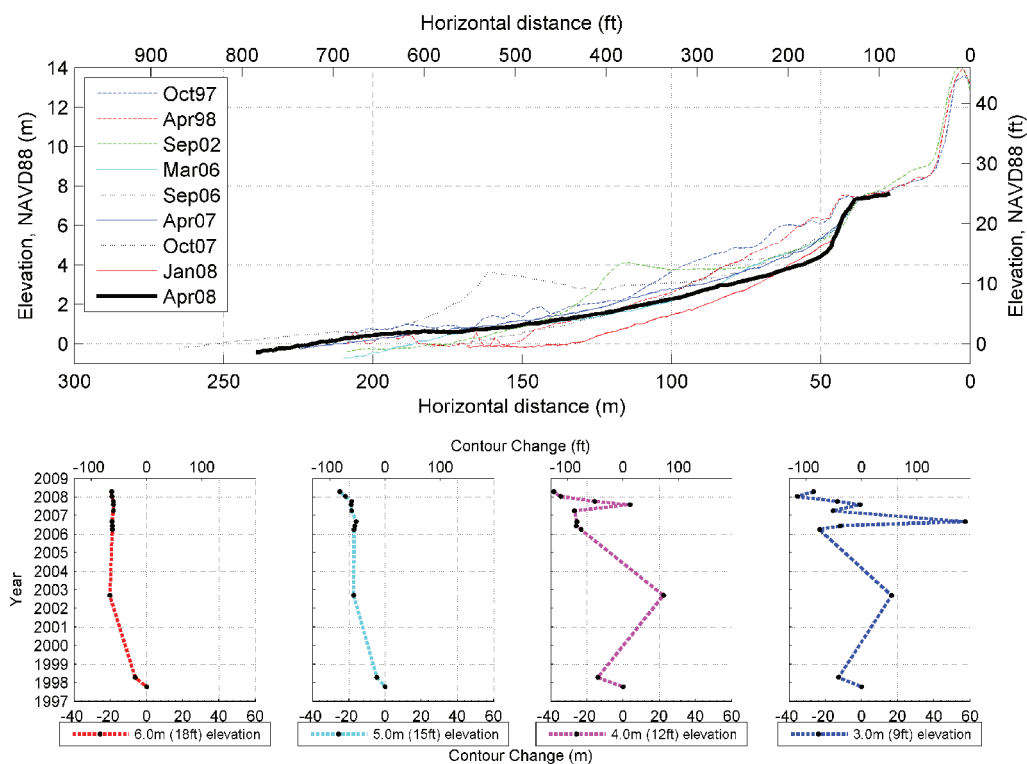 Horizontal distance (ft)
900 800 700 600 500 400 300 200 100 0
Elevation, NAVD88 (m)
14
12
10
8
6
4
2
0
Oct97
Apr98
Sep02
Mar06
Sep06
Apr07
Oct07
Jan08
Apr08
40
30
20
10
0
Elevation, NAVD88 (ft)
300 200 150 100 50 0
Horizontal distance (m)
Contour Change (ft)
-100 0 100
-100 0 100
-100 0 100
-100 0 100
Year
2009
2008
2007
2006
2005
2003
2002
2001
2000
1999
1998
1997
-40 -20 0 20 40 60
-40 -20 0 20 40 60
-40 -20 0 20 40 60
-40 -20 0 20 40 60
6.0m (18ft) elevation
5.0m (15ft) elevation
4.0m (12ft) elevation
3.0m (9ft) elevation
Contour Change (m)